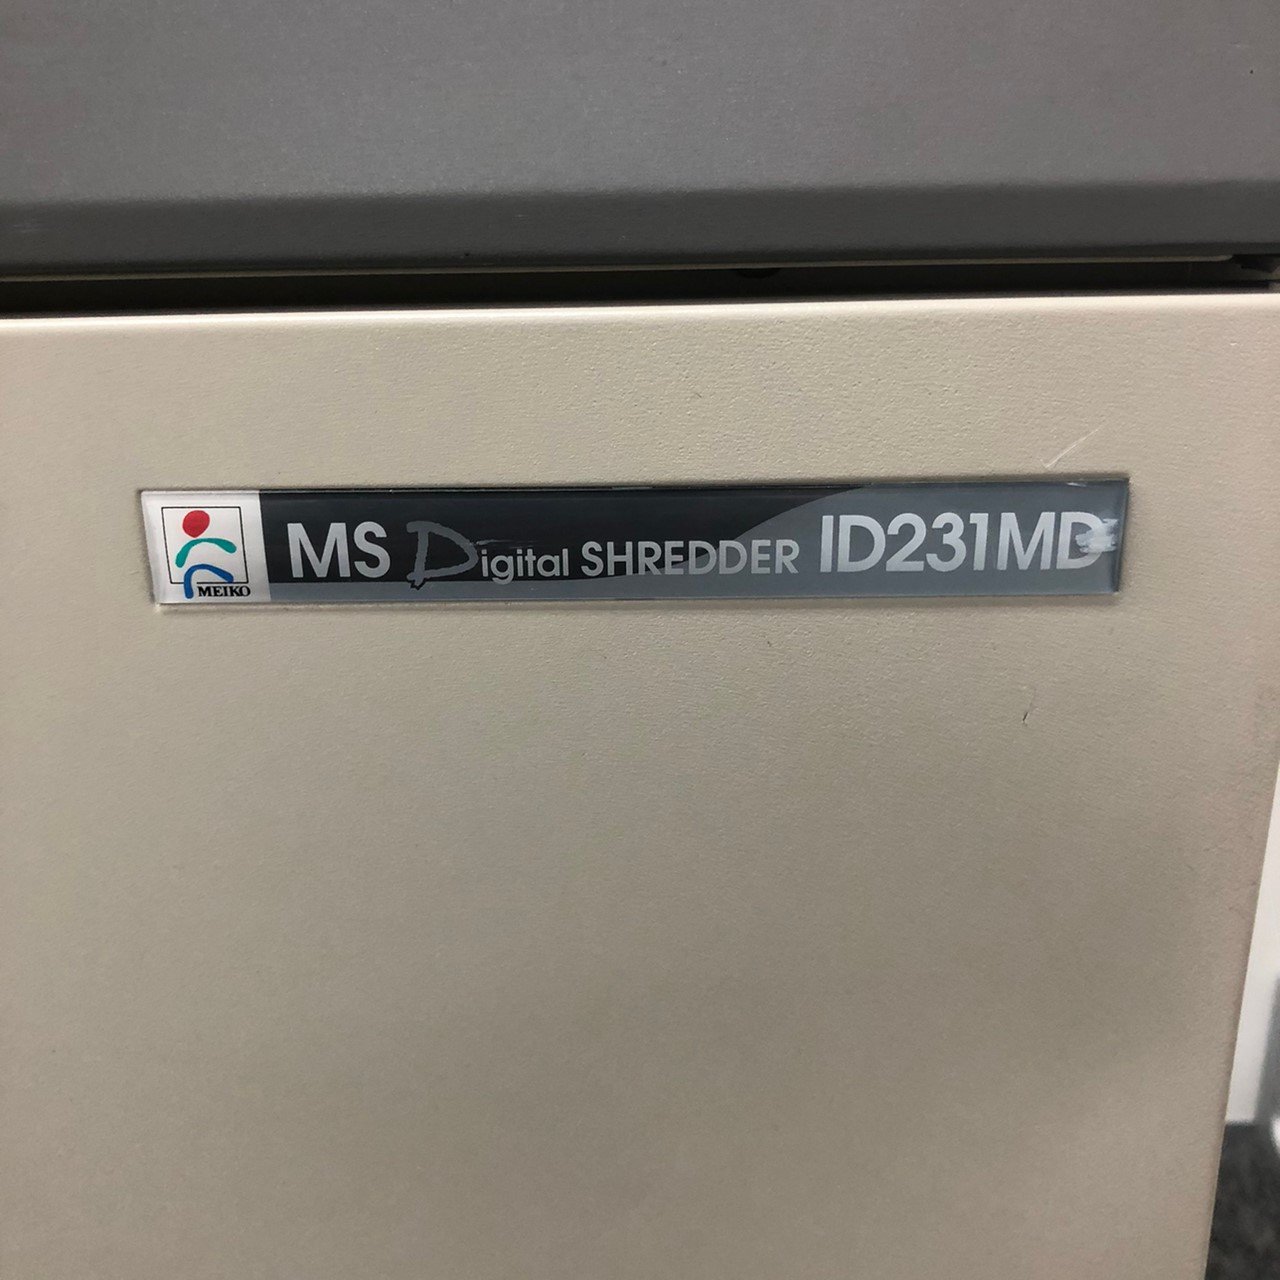 MEIKO
MS Digital SHREDDER ID231MD